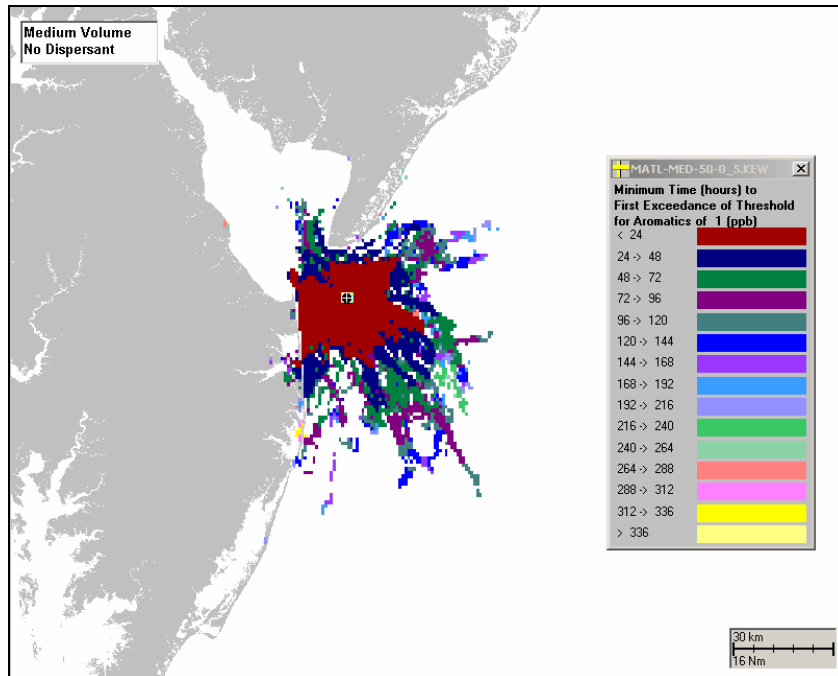 Medium Volume
No Dispersant
MATL-MED-50-0_5.KEW
Minimum Time (hours) to
First Exceedance of Threshold
for Aromatics of 1 (ppb)
< 24
24 -> 48
48 -> 72
72 -> 96
96 -> 120
120 -> 144
144 -> 168
168 -> 192
192 -> 216
216 -> 240
240 -> 264
264 -> 288
288 -> 312
312 -> 336
> 336
30 km
16 Nm